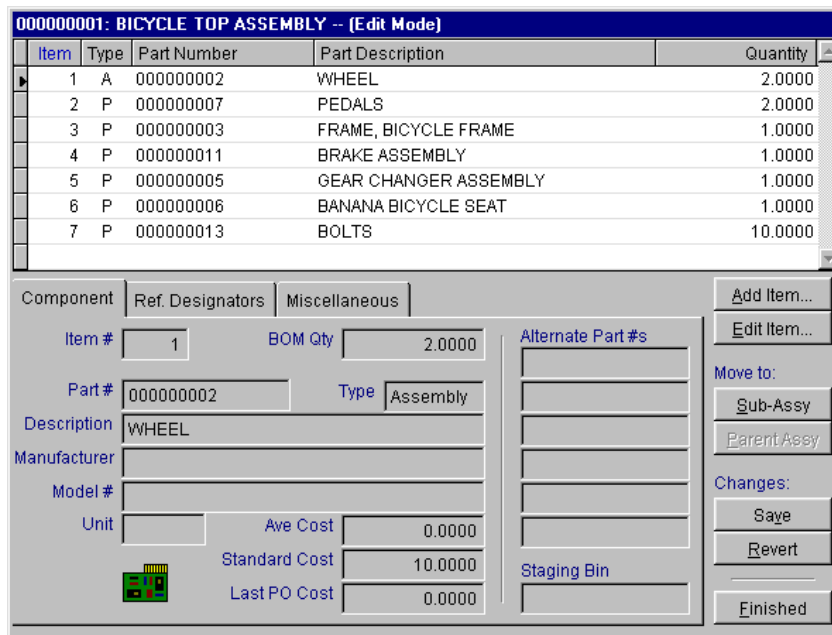 000000001: BICYCLE TOP ASSEMBLY -- (Edit Mode)
Item Type Part Number Part Description Quantity
1 A 000000002 WHEEL 2.0000
2 P 000000007 PEDALS 2.0000
3 P 000000003 FRAME, BICYCLE FRAME 1.0000
4 P 000000011 BRAKE ASSEMBLY 1.0000
5 P 000000005 GEAR CHANGER ASSEMBLY 1.0000
6 P 000000006 BANANA BICYCLE SEAT 1.0000
7 P 000000013 BOLTS 10.0000
Component Ref. Designators Miscellaneous
Item # 1 BOM Qty 2.0000
Part# 000000002 Type Assembly
Description WHEEL
Manufacturer
Model #
Unit Ave Cost 0.0000
Standard Cost 10.0000
Last PO Cost 0.0000
Alternate Part #s
Staging Bin
Add Item...
Edit Item...
Move to:
Sub-Assy
Parent Assy
Changes:
Save
Revert
Finished